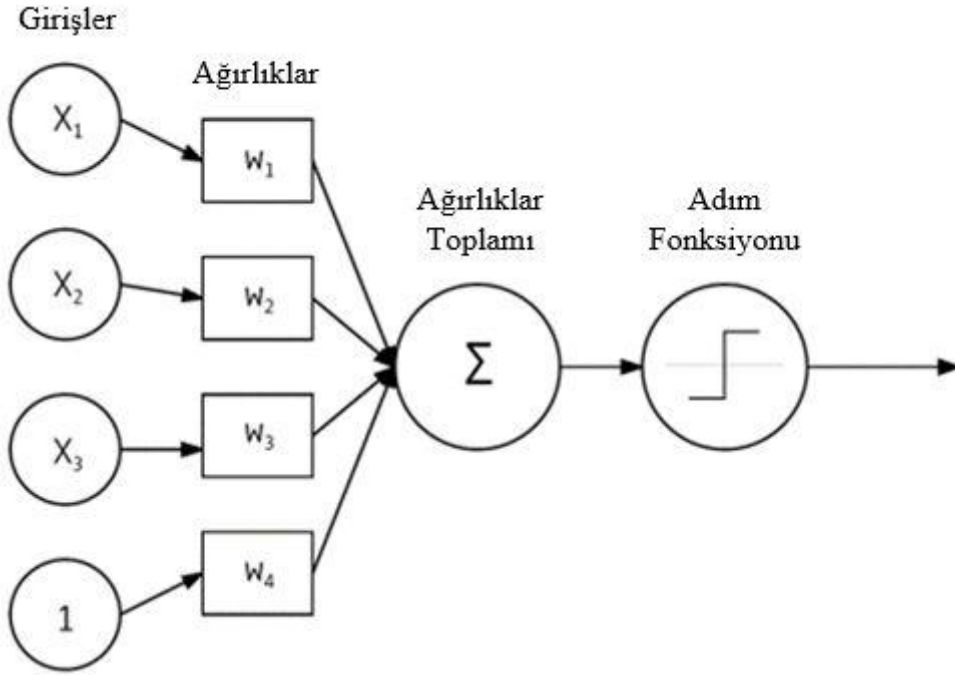 Girişler
Ağırlıklar
X₁
W₁
Ağırlıklar
Toplamı
Adım
Fonksiyonu
X₂
W₂
Σ
X₃
W₃
1
W₄